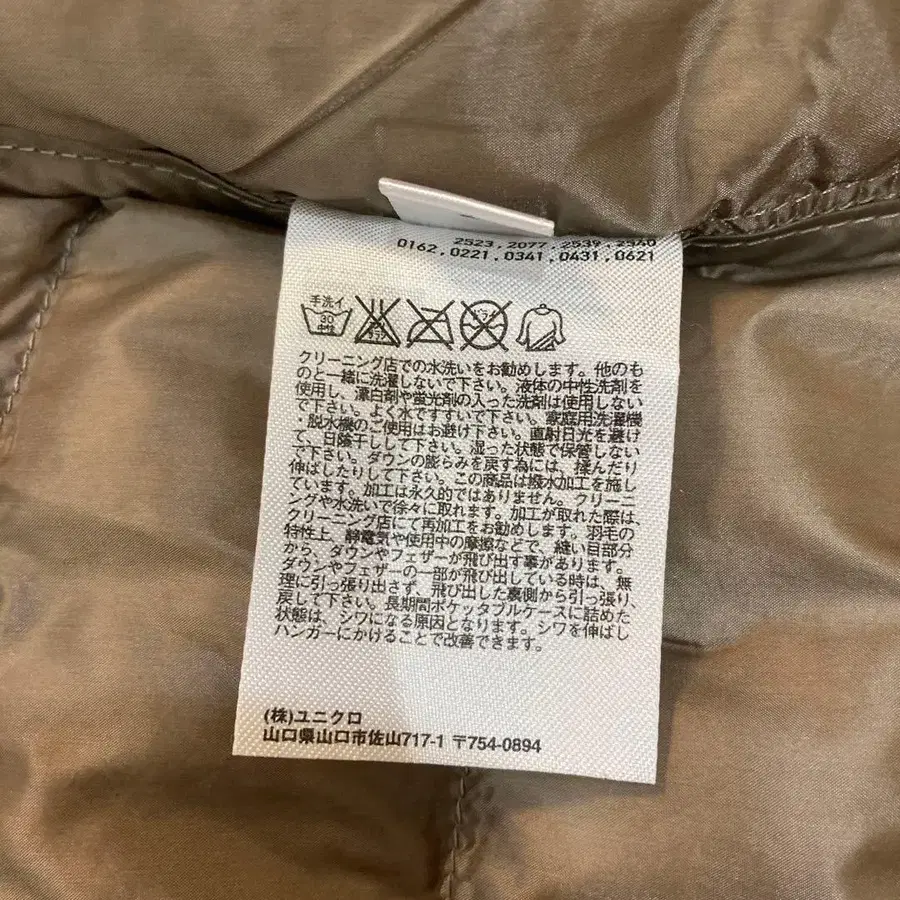 2523,2077,2539,2540
0162,0221,0341,0431,0621
手洗イ
30
中性
エンソ
サラシ
ドライ
クリーニング店での水洗いをお勧めします。他のも
のと一緒に洗濯しないで下さい。液体の中性洗剤を
使用し、漂白剤や蛍光剤の入った洗剤は使用しない
で下さい。よく水ですすいで下さい。家庭用洗濯機
・脱水機のご使用はお避け下さい。直射日光を避け
て、日陰干しして下さい。湿った状態で保管しない
で下さい。ダウンの膨らみを戻す為には、揉んだり
伸ばしたりして下さい。この商品は撥水加工を施し
ています。加工は永久的ではありません。クリーニ
ングや水洗いで徐々に取れます。加工が取れた際は、
クリーニング店にて再加工をお勧めします。羽毛の
特性上、静電気や使用中の摩擦などで、縫い目部分
から、ダウンやフェザーが飛び出す事があります。
ダウンやフェザーの一部が飛び出している時は、無
理に引っ張り出さず、飛び出した裏側から引っ張り、
戻して下さい。長期間ポケッタブルケースに詰めた
状態は、シワになる原因となります。シワを伸ばし
ハンガーにかけることで改善できます。
(株)ユニクロ
山口県山口市佐山717-1 〒754-0894